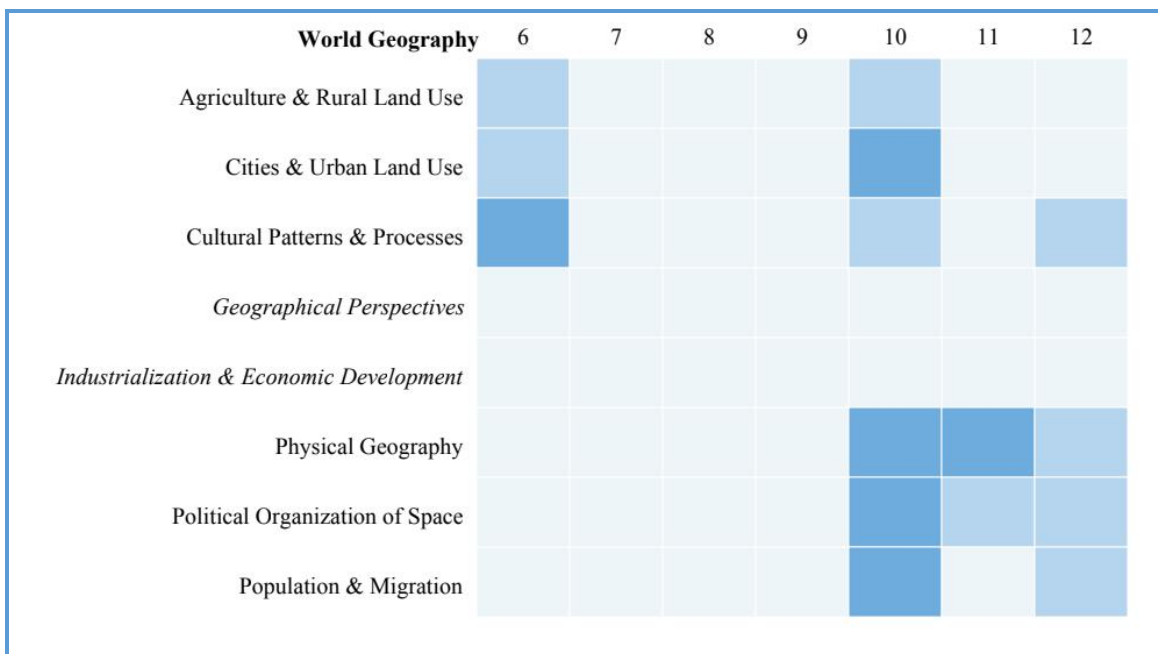 World Geography 6 7 8 9 10 11 12
Agriculture & Rural Land Use
Cities & Urban Land Use
Cultural Patterns & Processes
Geographical Perspectives
Industrialization & Economic Development
Physical Geography
Political Organization of Space
Population & Migration